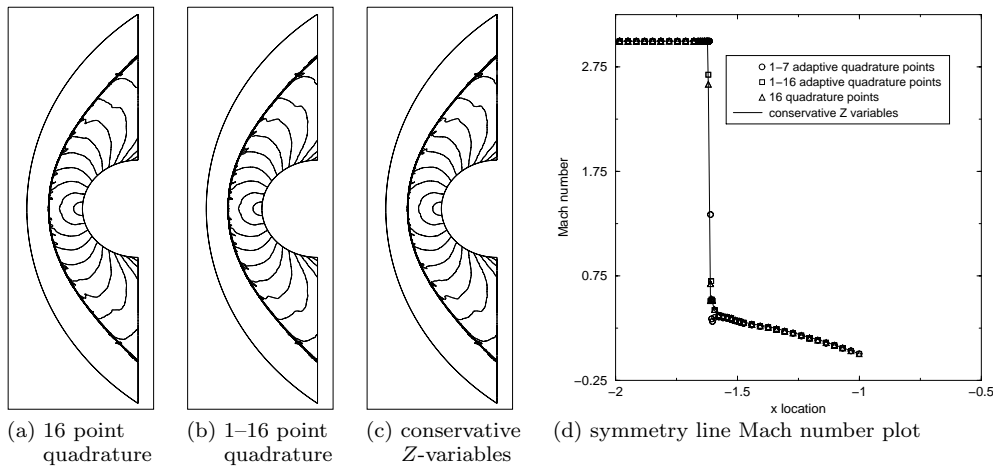 2.75
1.75
0.75
−0.25
−2
−1.5
−1
−0.5
Mach number
x location
1−7 adaptive quadrature points
1−16 adaptive quadrature points
16 quadrature points
conservative Z variables
(a) 16 point
quadrature
(b) 1–16 point
quadrature
(c) conservative
Z-variables
(d) symmetry line Mach number plot